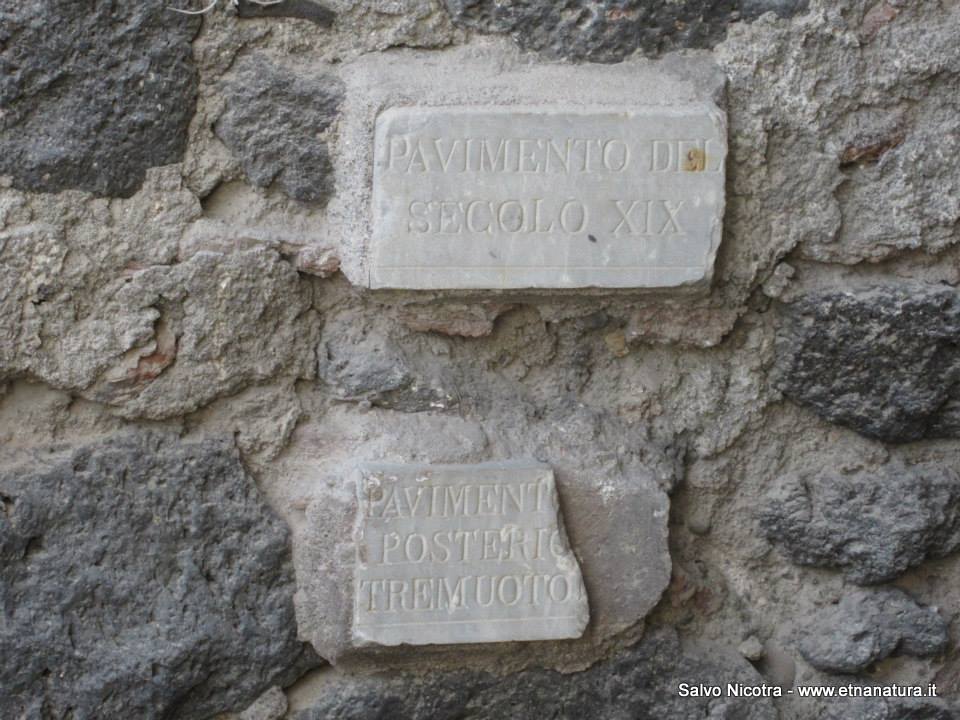 PAVIMENTO DEL
SECOLO XIX
PAVIMENT
POSTERIO
TREMUOTO
Salvo Nicotra - www.etnanatura.it